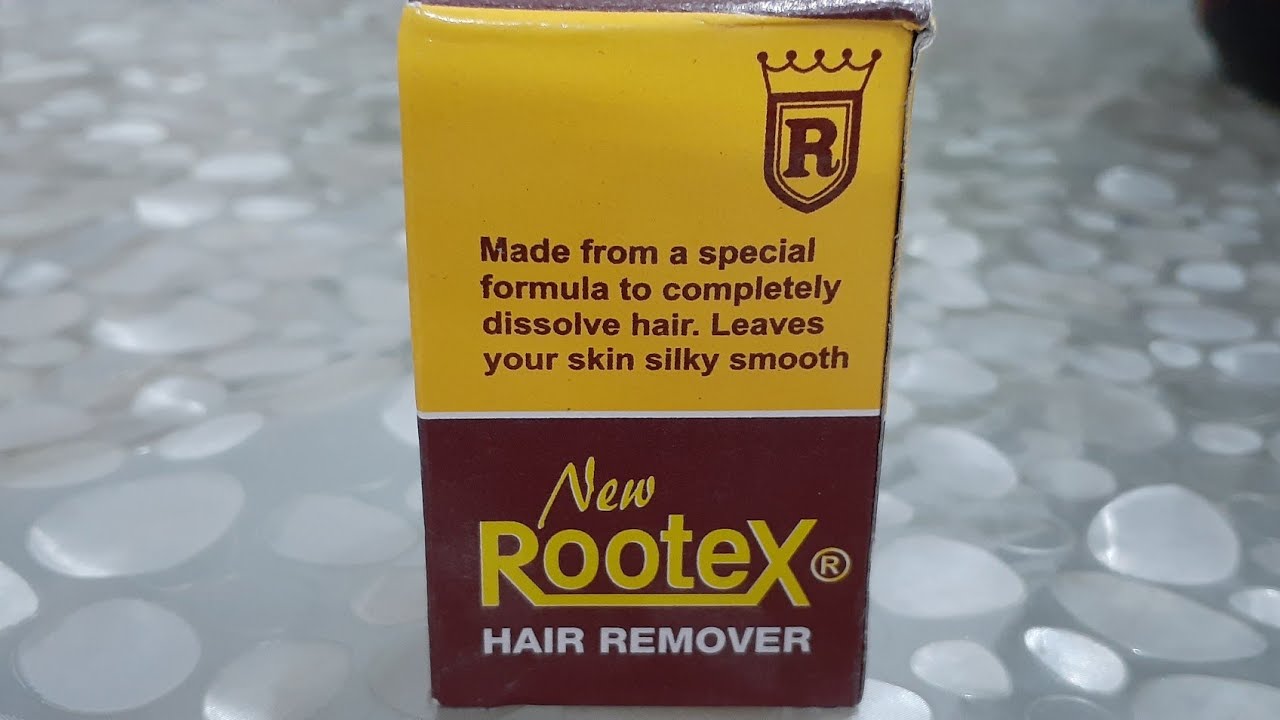 R
Made from a special
formula to completely
dissolve hair. Leaves
your skin silky smooth
New
RooteX®
HAIR REMOVER